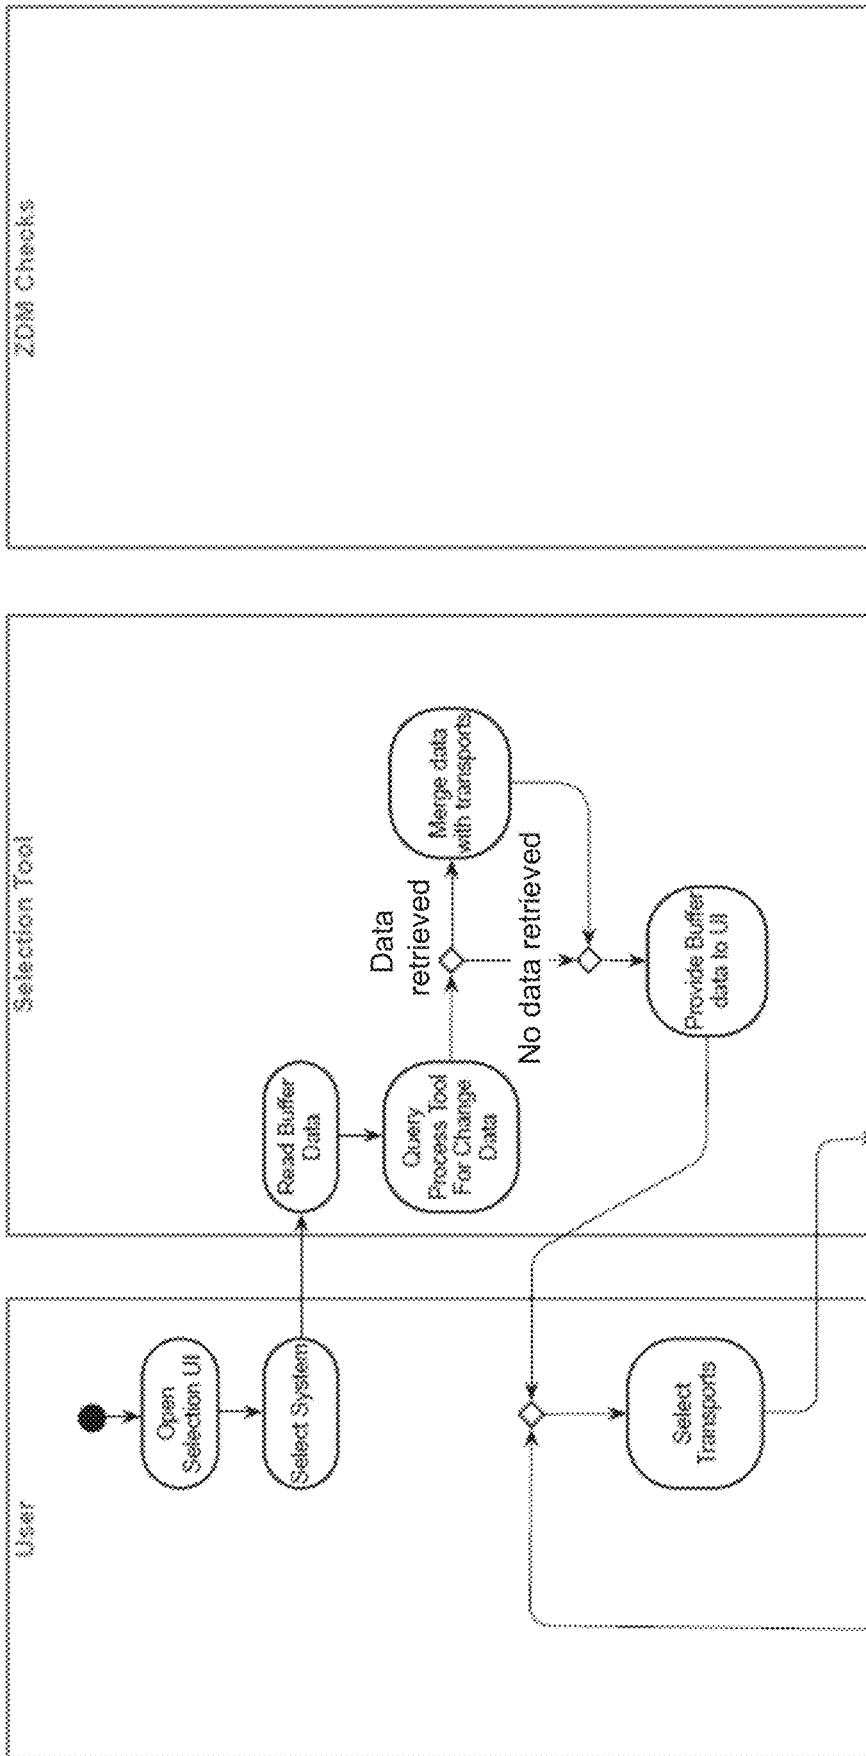 User
Selection Tool
ZDM Checks
Open
Selection UI
Select System
Read Buffer
Data
Query
Process Tool
For Change
Data
Data
retrieved
Merge data
with transports
No data retrieved
Provide Buffer
data to UI
Select
Transports